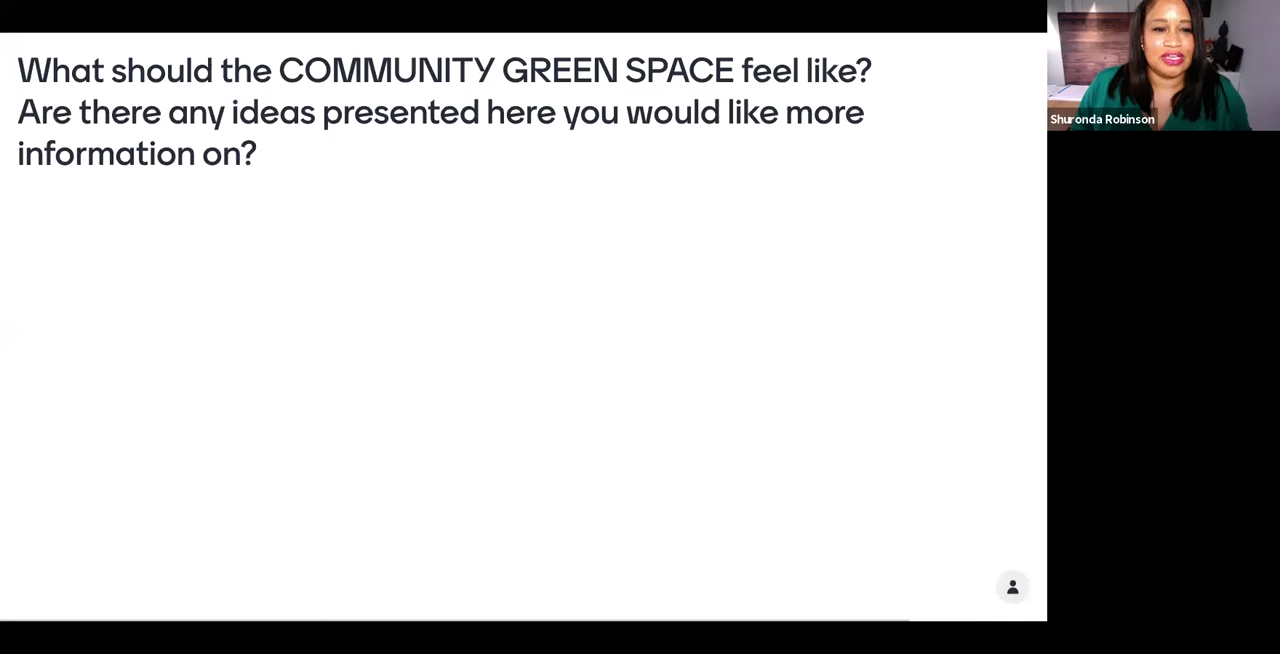 What should the COMMUNITY GREEN SPACE feel like?
Are there any ideas presented here you would like more
information on?
Shuronda Robinson